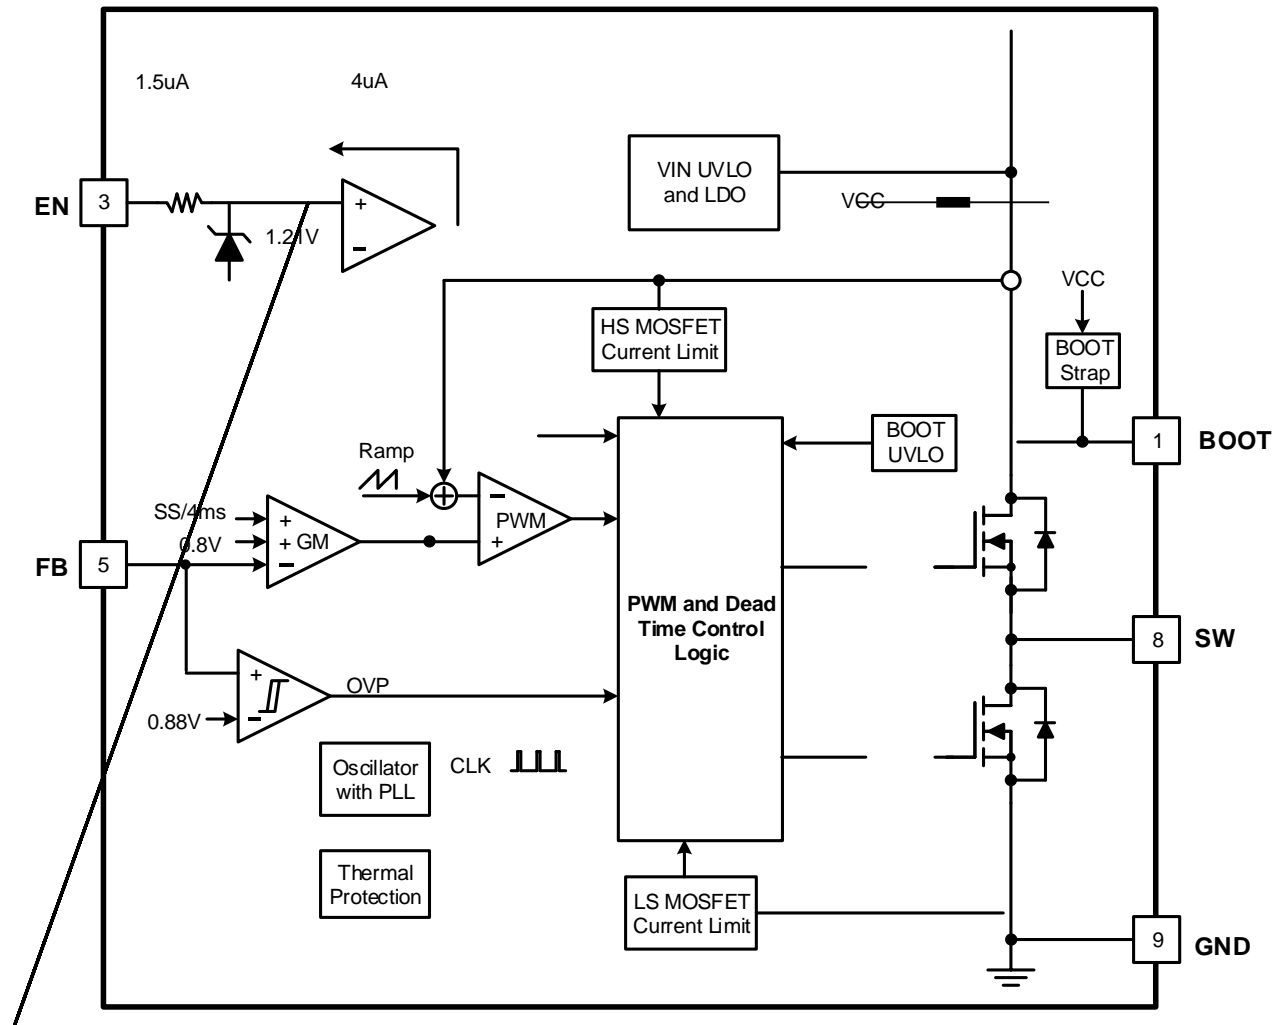 1.5uA
4uA
EN
3
+
−
1.21V
VIN UVLO
and LDO
VCC
VCC
HS MOSFET
Current Limit
BOOT
Strap
BOOT
UVLO
1
BOOT
Ramp
+
SS/4ms
+
0.8V
+
−
GM
−
+
PWM
FB
5
PWM and Dead
Time Control
Logic
8
SW
+
−
0.88V
OVP
Oscillator
with PLL
CLK
Thermal
Protection
LS MOSFET
Current Limit
9
GND